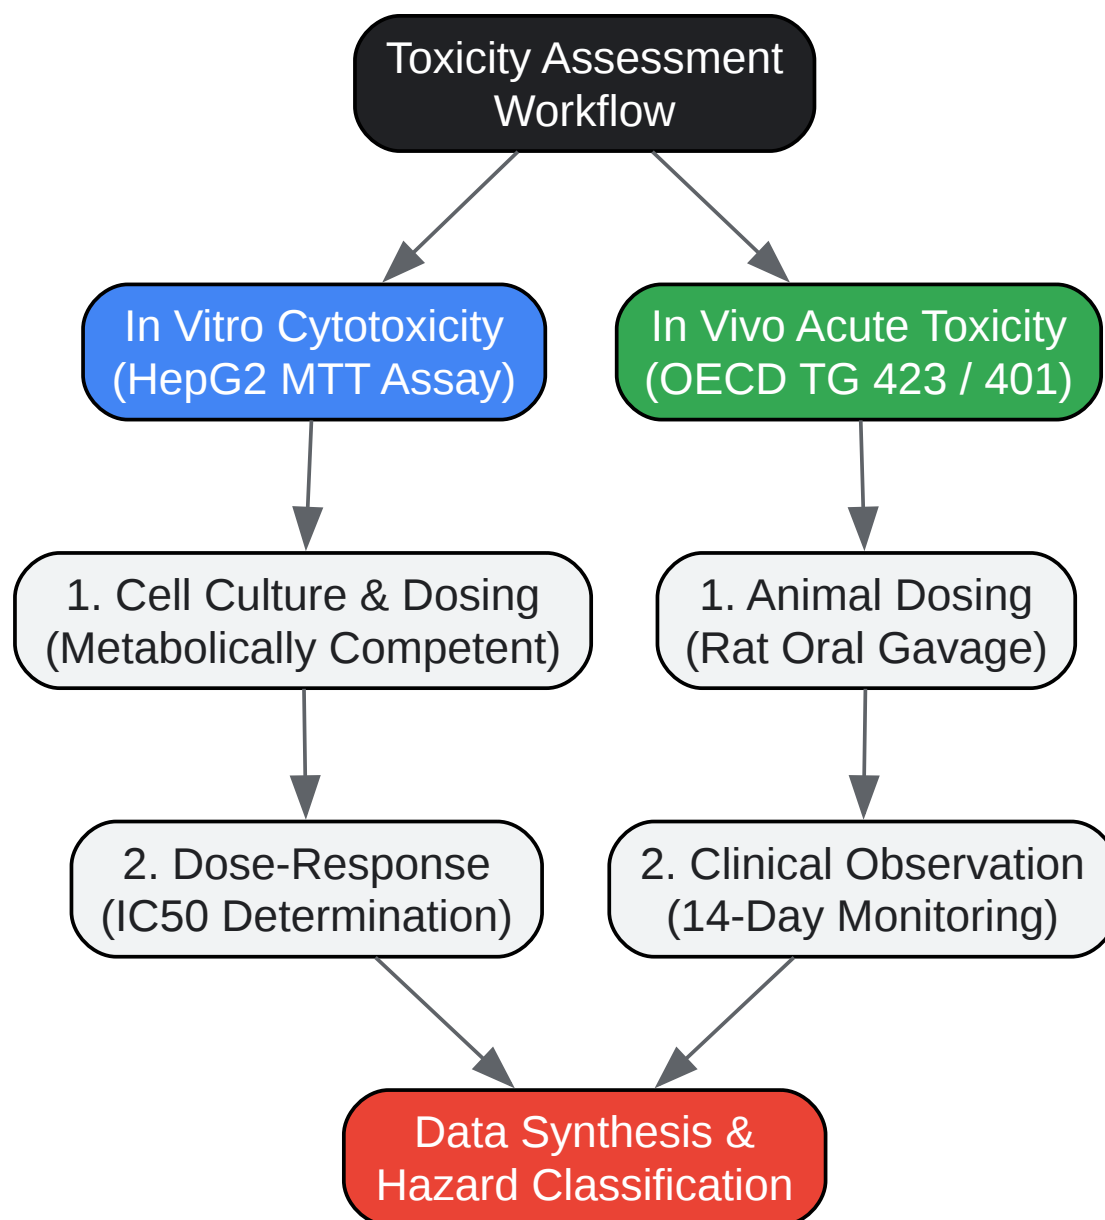 Toxicity Assessment
Workflow
In Vitro Cytotoxicity
(HepG2 MTT Assay)
In Vivo Acute Toxicity
(OECD TG 423 / 401)
1. Cell Culture & Dosing
(Metabolically Competent)
1. Animal Dosing
(Rat Oral Gavage)
2. Dose-Response
(IC50 Determination)
2. Clinical Observation
(14-Day Monitoring)
Data Synthesis &
Hazard Classification